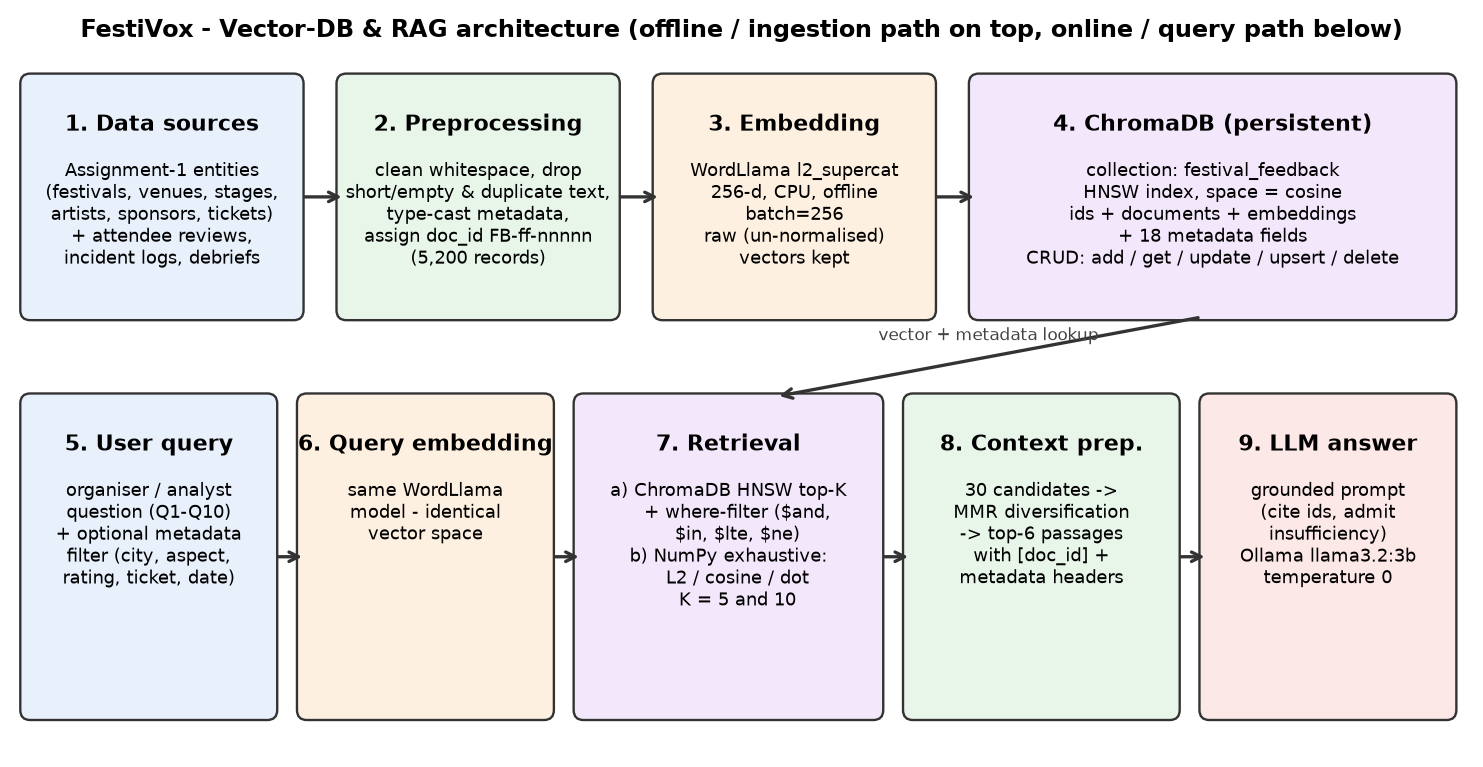 FestiVox - Vector-DB & RAG architecture (offline / ingestion path on top, online / query path below)
1. Data sources
Assignment-1 entities
(festivals, venues, stages,
artists, sponsors, tickets)
+ attendee reviews,
incident logs, debriefs
2. Preprocessing
clean whitespace, drop
short/empty & duplicate text,
type-cast metadata,
assign doc_id FB-ff-nnnnn
(5,200 records)
3. Embedding
WordLlama l2_supercat
256-d, CPU, offline
batch=256
raw (un-normalised)
vectors kept
4. ChromaDB (persistent)
collection: festival_feedback
HNSW index, space = cosine
ids + documents + embeddings
+ 18 metadata fields
CRUD: add / get / update / upsert / delete
vector + metadata lookup
5. User query
organiser / analyst
question (Q1-Q10)
+ optional metadata
filter (city, aspect,
rating, ticket, date)
6. Query embedding
same WordLlama
model - identical
vector space
7. Retrieval
a) ChromaDB HNSW top-K
+ where-filter ($and,
$in, $lte, $ne)
b) NumPy exhaustive:
L2 / cosine / dot
K = 5 and 10
8. Context prep.
30 candidates ->
MMR diversification
-> top-6 passages
with [doc_id] +
metadata headers
9. LLM answer
grounded prompt
(cite ids, admit
insufficiency)
Ollama llama3.2:3b
temperature 0